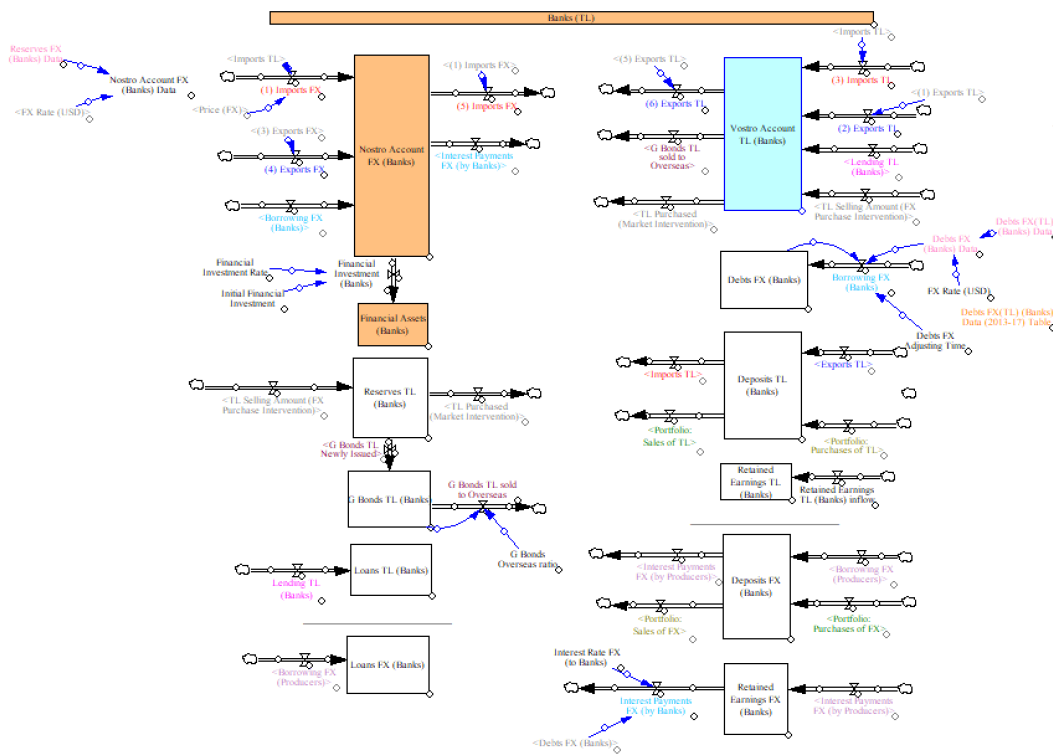 Banks (TL)
Reserves FX
(Banks) Data
Nostro Account FX
(Banks) Data
<FX Rate (USD)>
<Imports TL>
(1) Imports FX
<Price (FX)>
<(3) Exports FX>
(4) Exports FX
<Borrowing FX
(Banks)>
Nostro Account
FX (Banks)
<(1) Imports FX>
(5) Imports FX
<Interest Payments
FX (by Banks)>
Financial
Investment Rate
Initial Financial
Investment
Financial
Investment
(Banks)
Financial Assets
(Banks)
<TL Selling Amount (FX
Purchase Intervention)>
Reserves TL
(Banks)
<TL Purchased
(Market Intervention)>
<G Bonds TL
Newly Issued>
G Bonds TL (Banks)
G Bonds TL sold
to Overseas
G Bonds
Overseas ratio
Lending TL
(Banks)
Loans TL (Banks)
<Borrowing FX
(Producers)>
Loans FX (Banks)
<Imports TL>
(3) Imports TL
<(5) Exports TL>
(6) Exports TL
<(1) Exports TL>
(2) Exports TL
Vostro Account
TL (Banks)
<G Bonds TL
sold to
Overseas>
<Lending TL
(Banks)>
<TL Purchased
(Market Intervention)>
<TL Selling Amount (FX
Purchase Intervention)>
Debts FX (Banks)
Borrowing FX
(Banks)
Debts FX
(Banks) Data
Debts FX(TL)
(Banks) Data
FX Rate (USD)
Debts FX(TL) (Banks)
Data (2013-17) Table
Debts FX
Adjusting Time
<Imports TL>
Deposits TL
(Banks)
<Exports TL>
<Portfolio:
Sales of TL>
<Portfolio:
Purchases of TL>
Retained
Earnings TL
(Banks)
Retained Earnings
TL (Banks) inflow
<Interest Payments
FX (by Producers)>
Deposits FX
(Banks)
<Borrowing FX
(Producers)>
<Portfolio:
Sales of FX>
<Portfolio:
Purchases of FX>
Interest Rate FX
(to Banks)
Interest Payments
FX (by Banks)
<Debts FX (Banks)>
Retained
Earnings FX
(Banks)
<Interest Payments
FX (by Producers)>